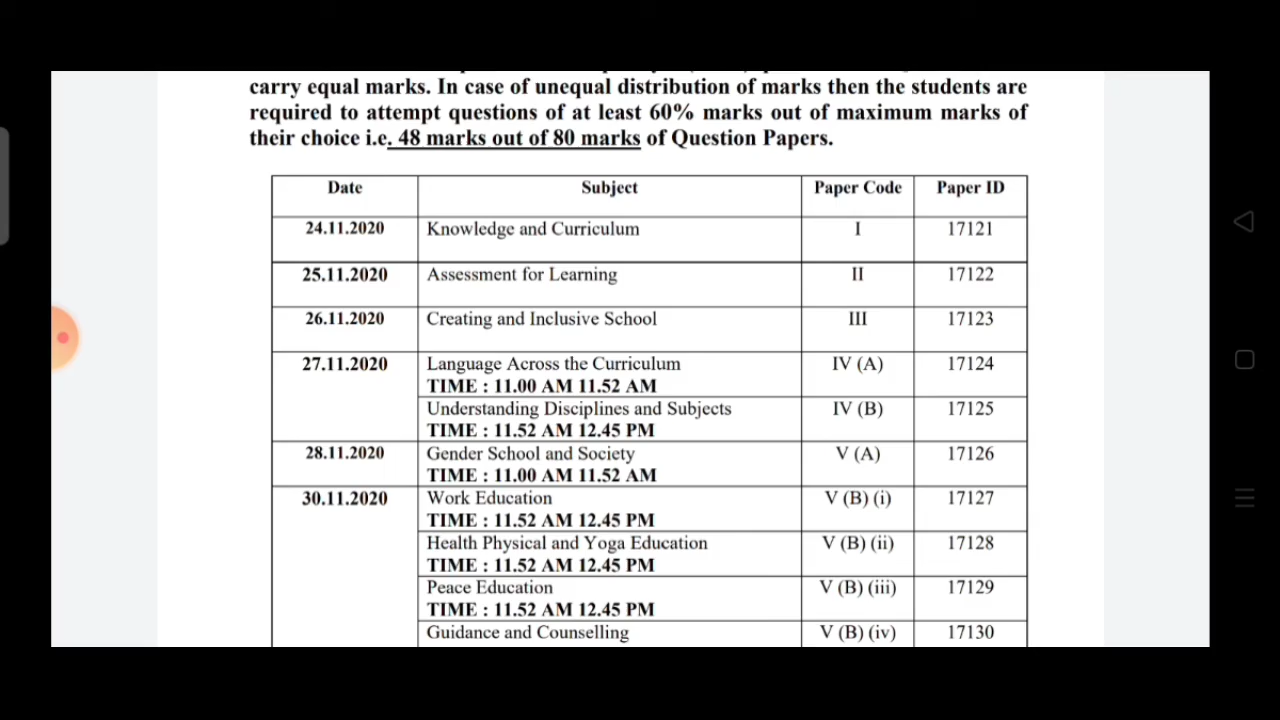 carry equal marks. In case of unequal distribution of marks then the students are
required to attempt questions of at least 60% marks out of maximum marks of
their choice i.e. 48 marks out of 80 marks of Question Papers.
Date Subject Paper Code Paper ID
24.11.2020 Knowledge and Curriculum I 17121
25.11.2020 Assessment for Learning II 17122
26.11.2020 Creating and Inclusive School III 17123
27.11.2020 Language Across the Curriculum IV (A) 17124
TIME : 11.00 AM 11.52 AM
Understanding Disciplines and Subjects IV (B) 17125
TIME : 11.52 AM 12.45 PM
28.11.2020 Gender School and Society V (A) 17126
TIME : 11.00 AM 11.52 AM
30.11.2020 Work Education V (B) (i) 17127
TIME : 11.52 AM 12.45 PM
Health Physical and Yoga Education V (B) (ii) 17128
TIME : 11.52 AM 12.45 PM
Peace Education V (B) (iii) 17129
TIME : 11.52 AM 12.45 PM
Guidance and Counselling V (B) (iv) 17130